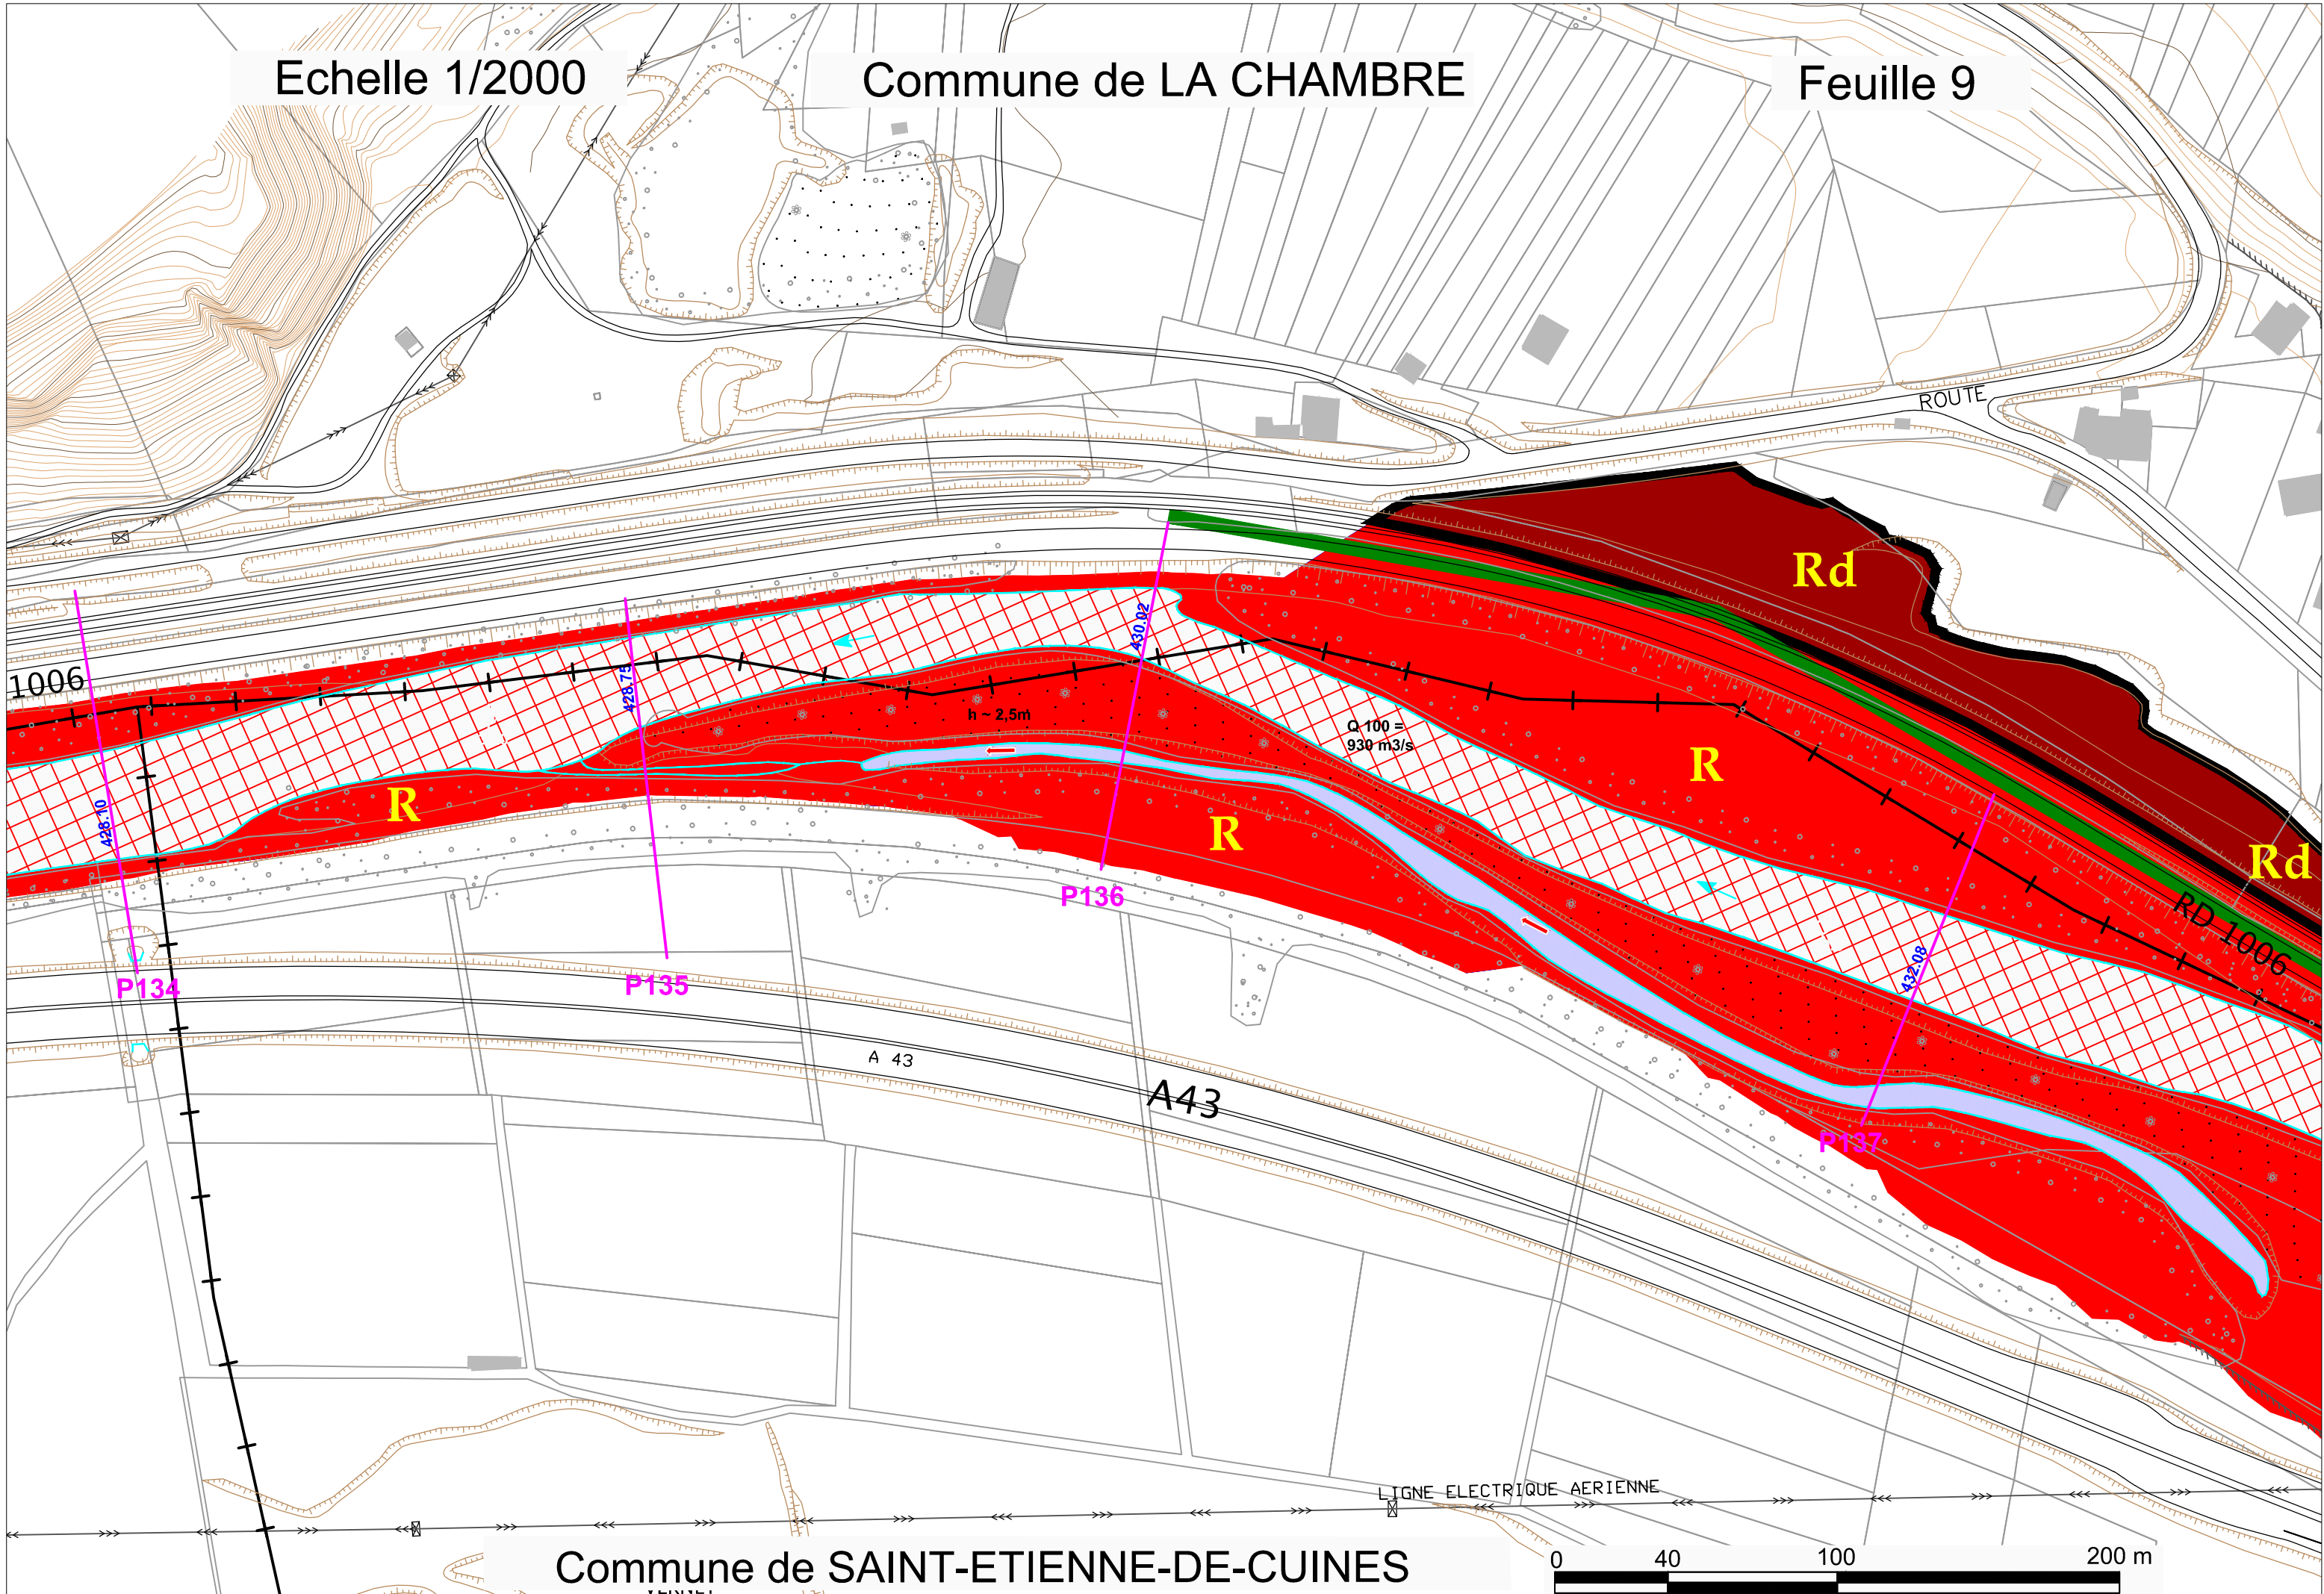 Echelle 1/2000
Commune de LA CHAMBRE
Feuille 9
ROUTE
Rd
430.02
1006
428.75
h ~ 2,5m
Q 100 =
930 m3/s
R
R
428.10
R
Rd
P136
RD 1006
432.08
P134
P135
A 43
A43
P137
LIGNE ELECTRIQUE AERIENNE
Commune de SAINT-ETIENNE-DE-CUINES
0 40 100 200 m